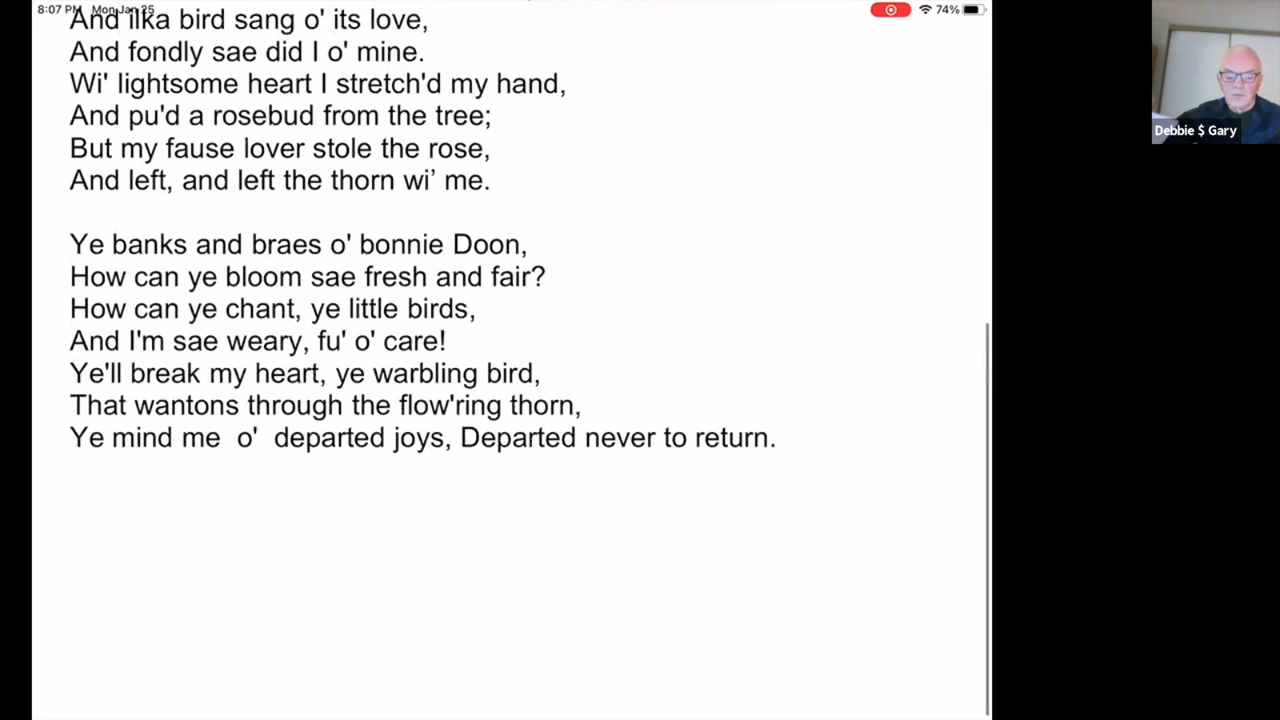 8:07 PM Mon Jan 25
74%
And ilka bird sang o' its love,
And fondly sae did I o' mine.
Wi' lightsome heart I stretch'd my hand,
And pu'd a rosebud from the tree;
But my fause lover stole the rose,
And left, and left the thorn wi’ me.
Ye banks and braes o' bonnie Doon,
How can ye bloom sae fresh and fair?
How can ye chant, ye little birds,
And I'm sae weary, fu' o' care!
Ye'll break my heart, ye warbling bird,
That wantons through the flow'ring thorn,
Ye mind me o' departed joys, Departed never to return.
Debbie $ Gary